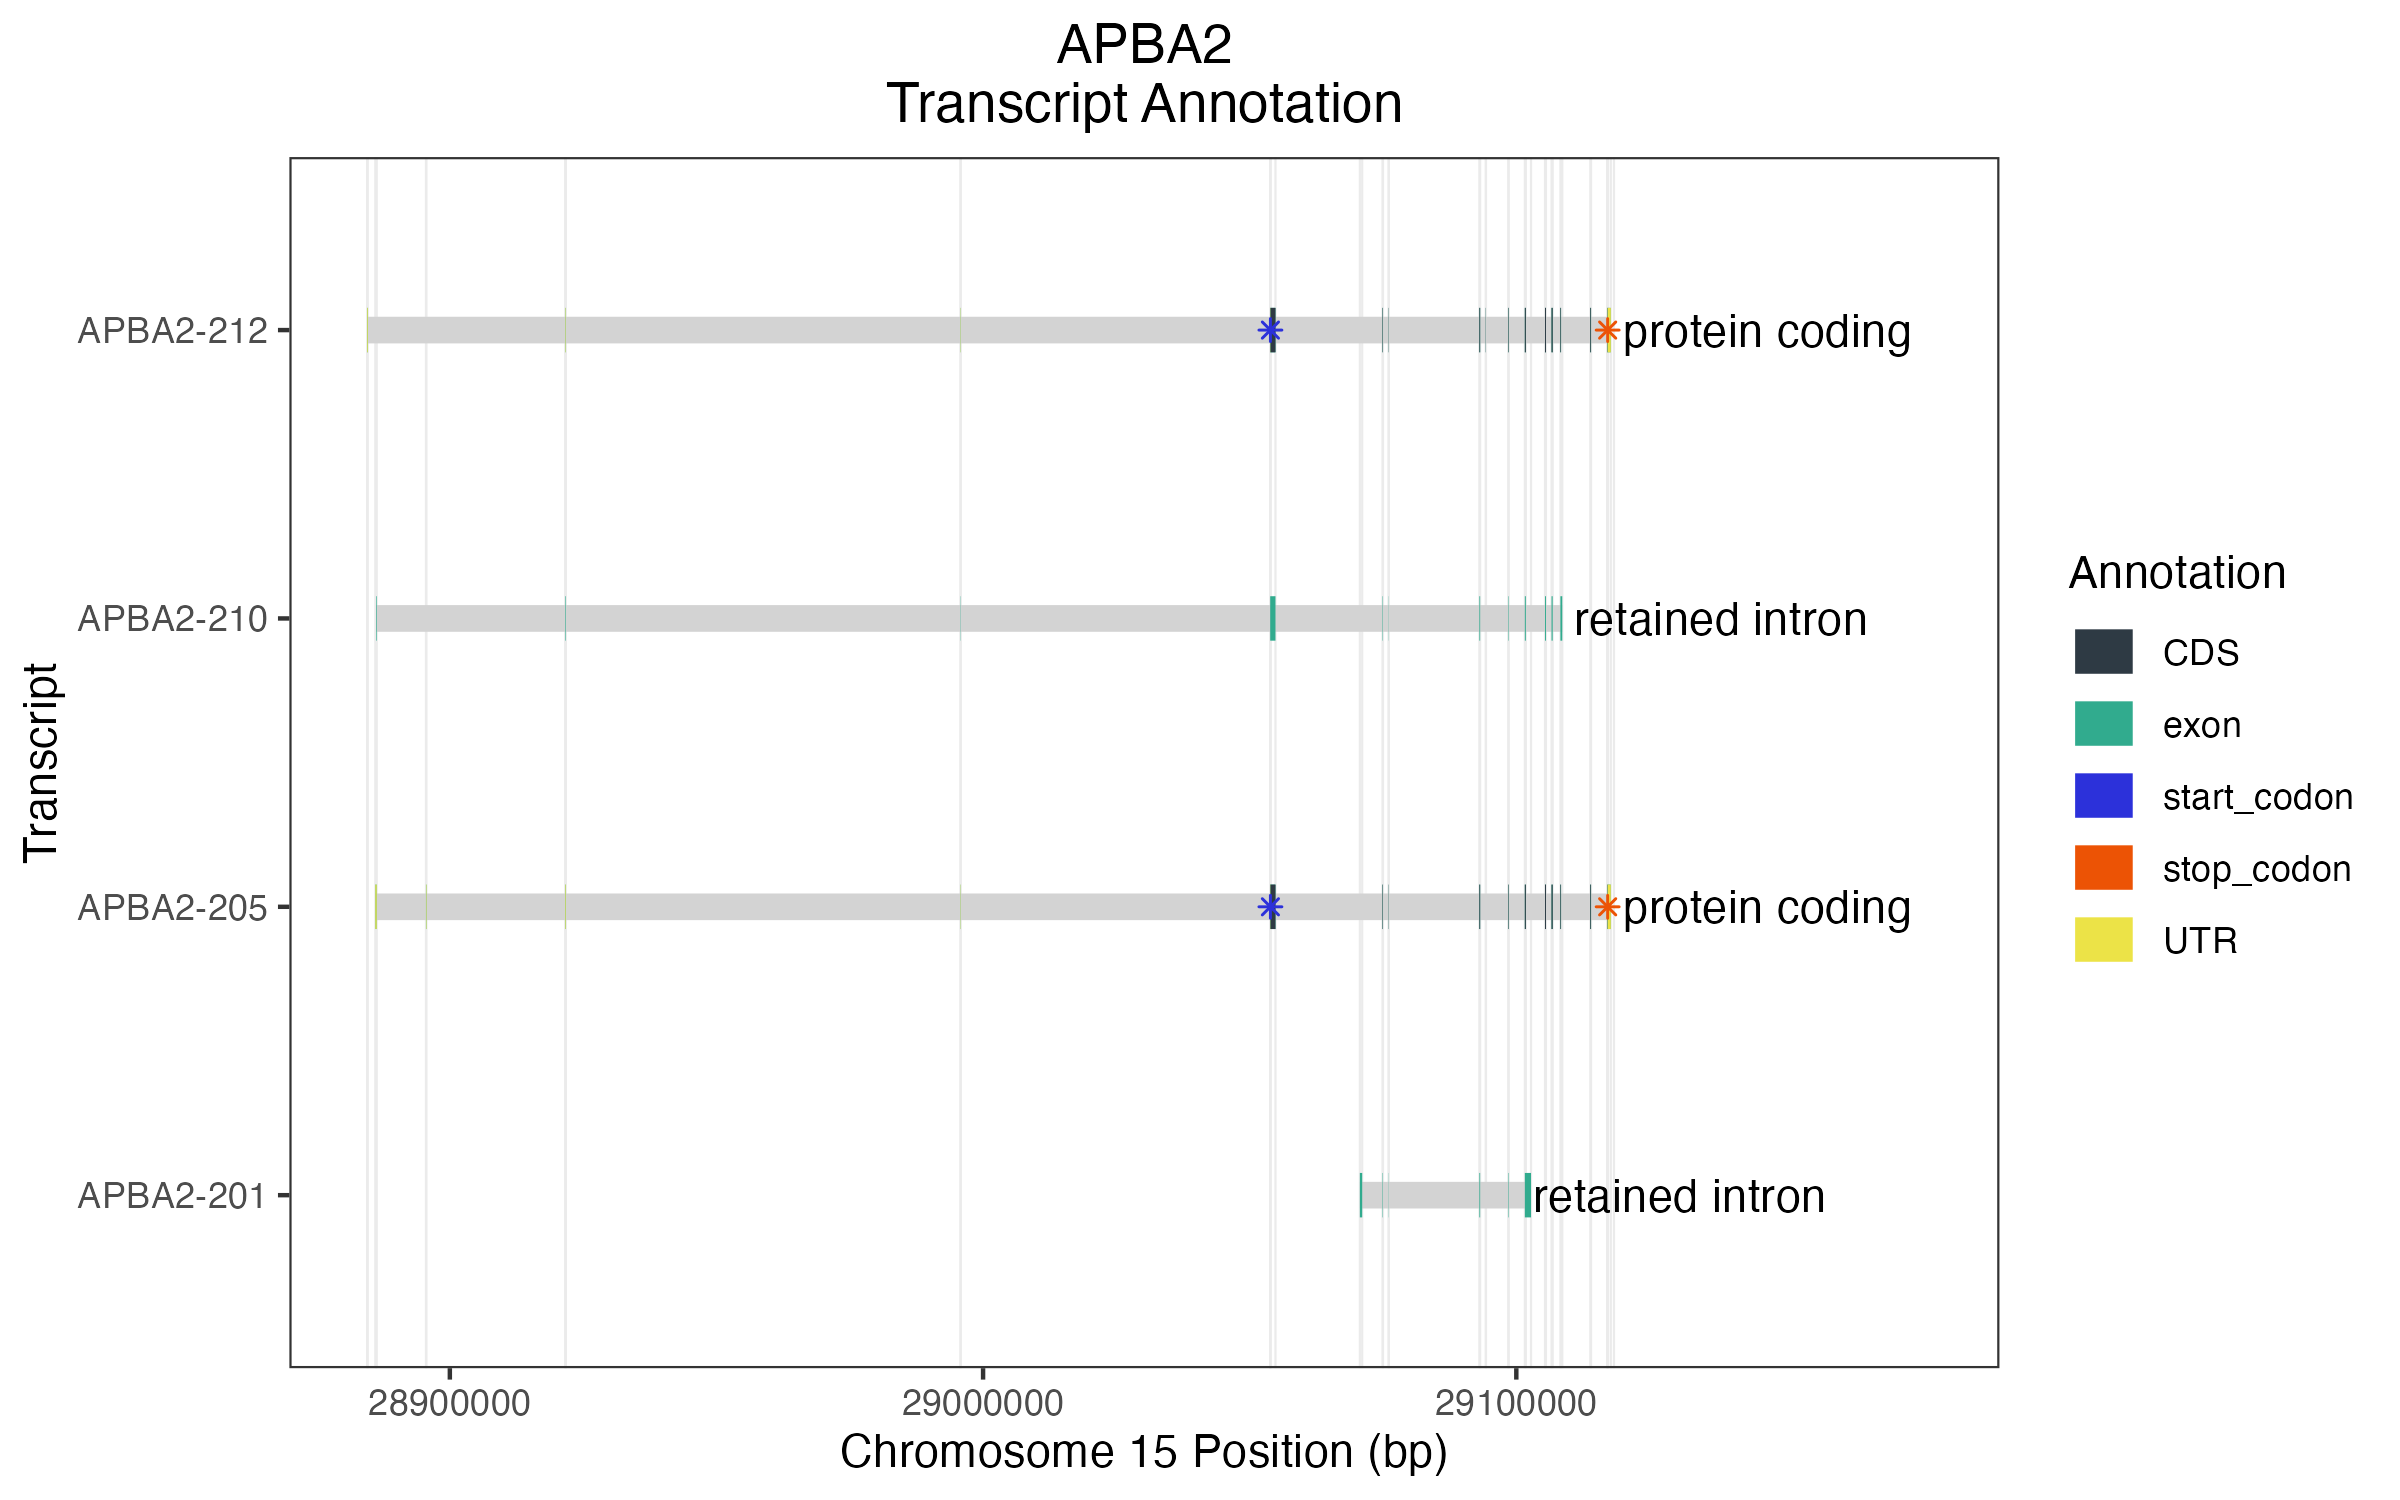 APBA2
Transcript Annotation
Transcript
APBA2-212
protein coding
APBA2-210
retained intron
APBA2-205
protein coding
APBA2-201
retained intron
28900000
29000000
29100000
Chromosome 15 Position (bp)
Annotation
CDS
exon
start_codon
stop_codon
UTR